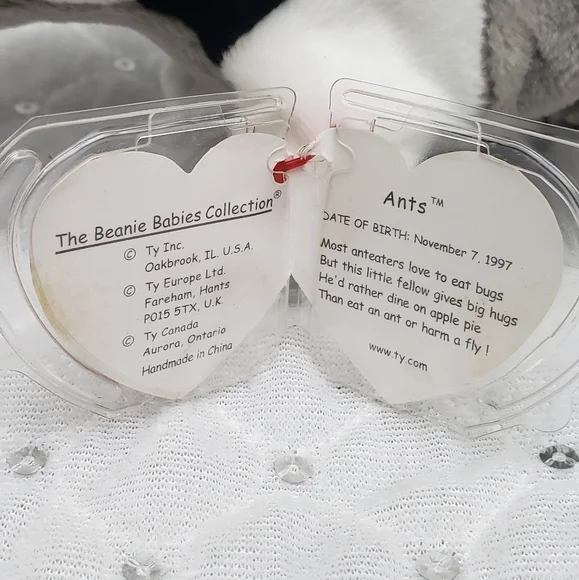 The Beanie Babies Collection®
© Ty Inc.
Oakbrook, IL. U.S.A.
© Ty Europe Ltd.
Fareham, Hants
PO15 5TX, U.K.
© Ty Canada
Aurora, Ontario
Handmade in China
Ants™
DATE OF BIRTH: November 7, 1997
Most anteaters love to eat bugs
But this little fellow gives big hugs
He'd rather dine on apple pie
Than eat an ant or harm a fly !
www.ty.com